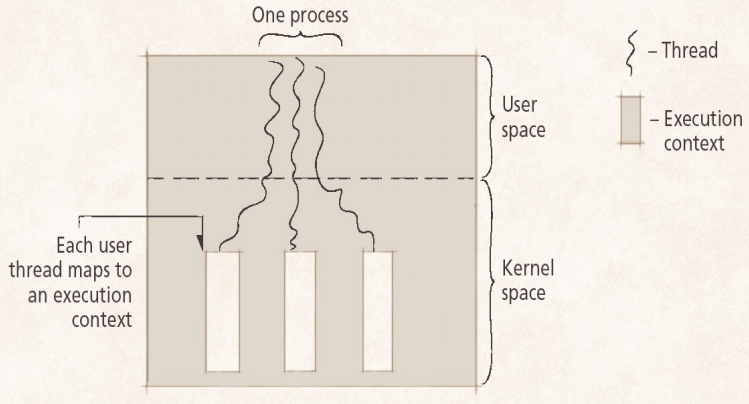 One process
– Thread
User
space
– Execution
context
Each user
thread maps to
an execution
context
Kernel
space